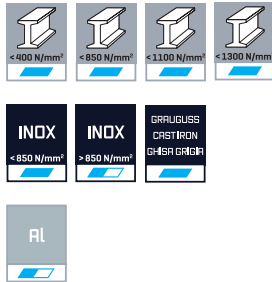 <400 N/mm² <850 N/mm² <1100 N/mm² <1300 N/mm²
INOX INOX GRAUGUSS
CAST IRON
GHISA GRIGIA
<850 N/mm² >850 N/mm²
Al